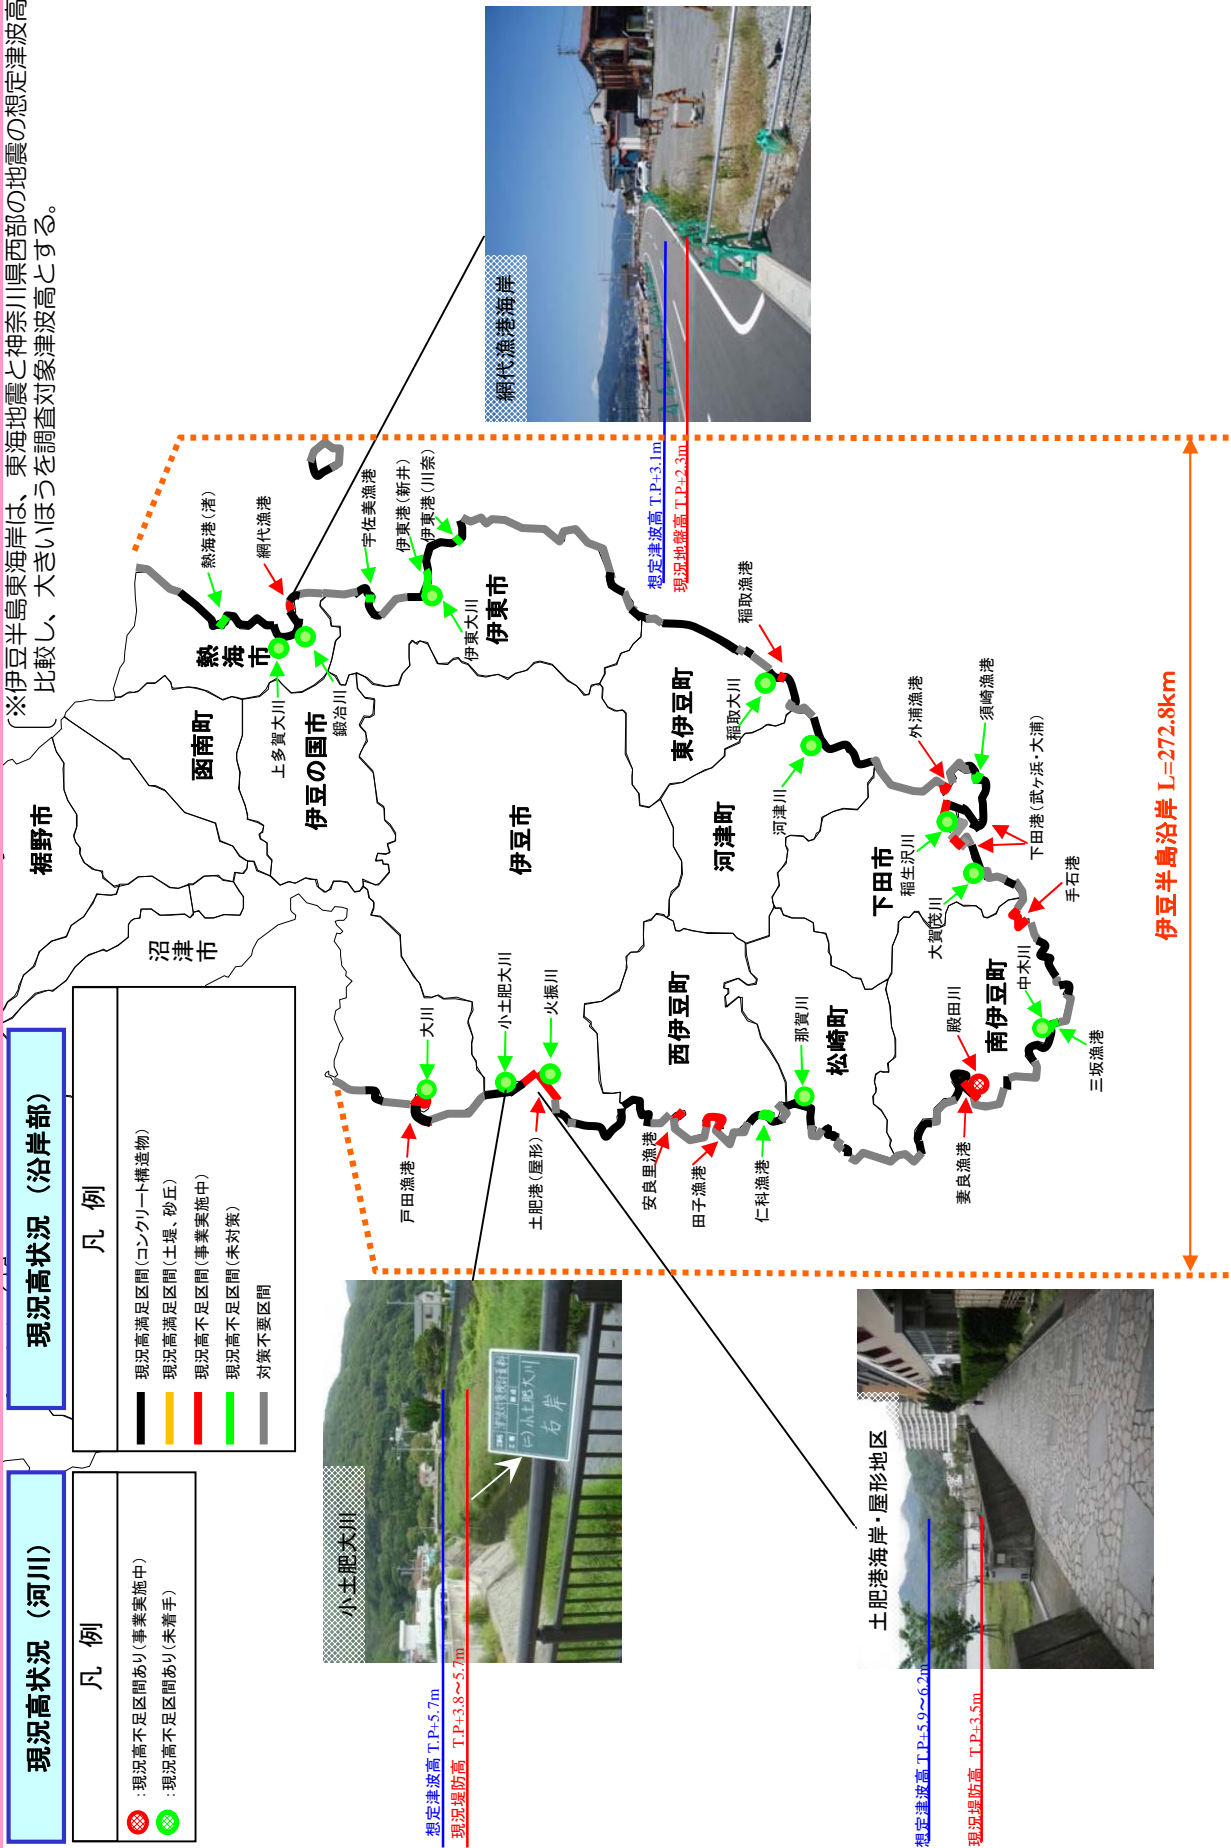 ※伊豆半島東海岸は、東海地震と神奈川県西部の地震の想定津波高
比較し、大きいほうを調査対象津波高とする。
現況高状況（河川）
凡 例
：現況高不足区間あり（事業実施中）
：現況高不足区間あり（未着手）
現況高状況（沿岸部）
凡 例
現況高満足区間（コンクリート構造物）
現況高満足区間（土堤、砂丘）
現況高不足区間（事業実施中）
現況高不足区間（未対策）
対策不要区間
裾野市
沼津市
函南町
熱海市
伊豆の国市
伊豆市
伊東市
東伊豆町
河津町
西伊豆町
松崎町
下田市
南伊豆町
熱海港（渚）
網代漁港
上多賀大川
鍛冶川
宇佐美漁港
伊東港（新井）
伊東港（川奈）
伊東大川
稲取漁港
稲取大川
河津川
外浦漁港
須崎漁港
稲生沢川
下田港（武ヶ浜・大浦）
大賀茂川
手石港
中木川
三坂漁港
殿田川
妻良漁港
那賀川
仁科漁港
田子漁港
安良里漁港
土肥港（屋形）
火振川
小土肥大川
大川
戸田漁港
網代漁港海岸
想定津波高 T.P+3.1m
現況地盤高 T.P+2.3m
小土肥大川
(二)小土肥大川
右岸
想定津波高 T.P+5.7m
現況堤防高 T.P+3.8～5.7m
土肥港海岸・屋形地区
想定津波高 T.P+5.9～6.2m
現況堤防高 T.P+3.5m
伊豆半島沿岸 L=272.8km